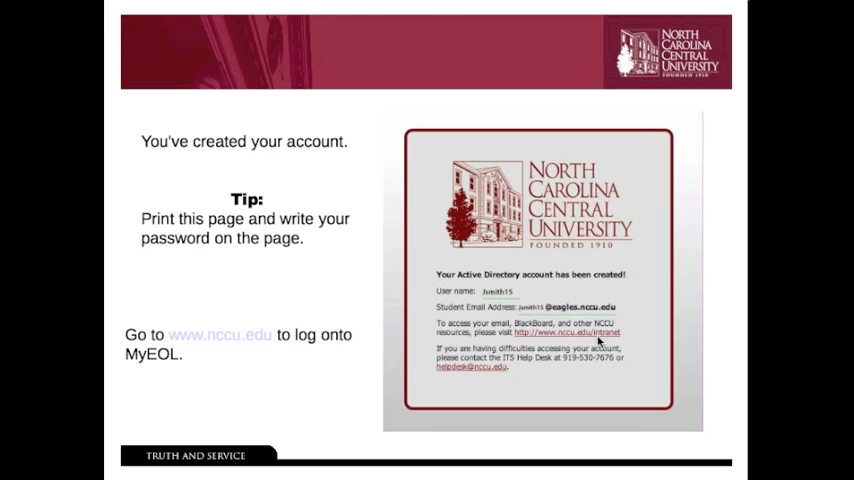 NORTH
CAROLINA
CENTRAL
UNIVERSITY
FOUNDED 1910
You've created your account.
Tip:
Print this page and write your
password on the page.
Go to www.nccu.edu to log onto
MyEOL.
NORTH
CAROLINA
CENTRAL
UNIVERSITY
FOUNDED 1910
Your Active Directory account has been created!
User name: Jsmith15
Student Email Address: jsmith15 @eagles.nccu.edu
To access your email, BlackBoard, and other NCCU
resources, please visit http://www.nccu.edu/intranet
If you are having difficulties accessing your account,
please contact the ITS Help Desk at 919-530-7676 or
helpdesk@nccu.edu.
TRUTH AND SERVICE